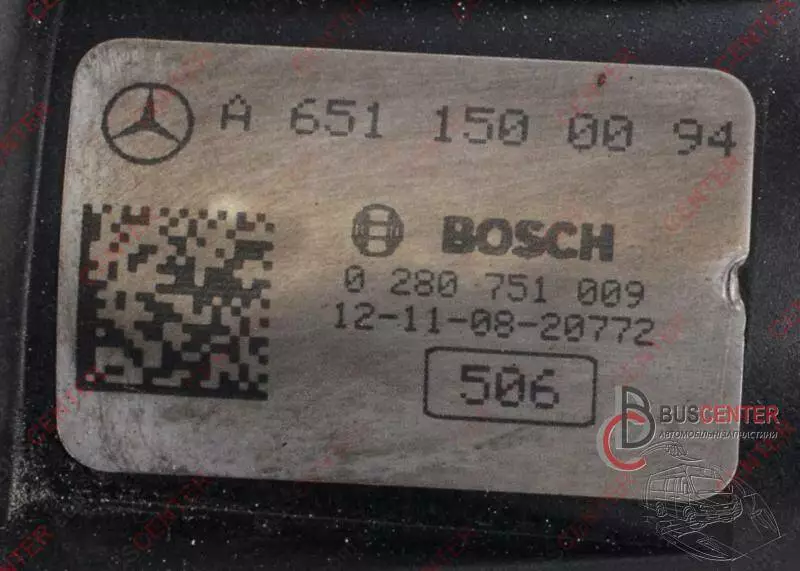 A 651 150 00 94
BOSCH
0 280 751 009
12-11-08-20772
506
BUSCENTER
АВТОМОБІЛЬНІ ЗАПЧАСТИНИ